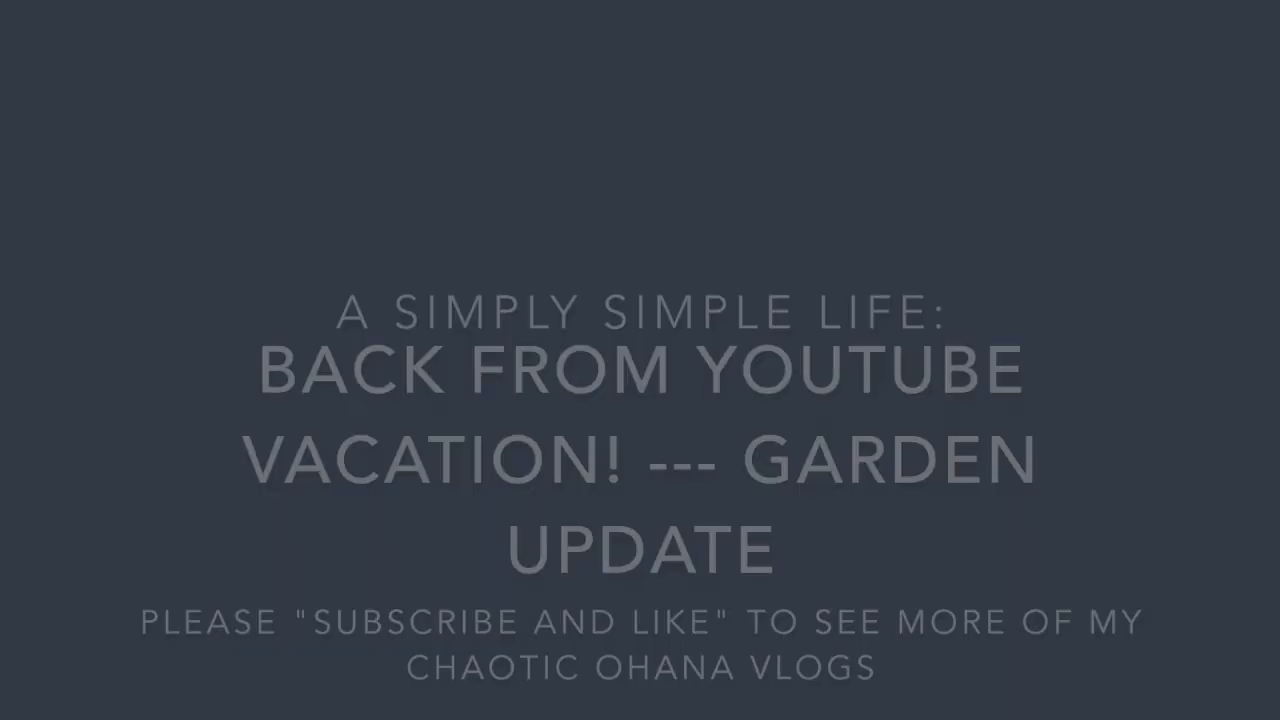 A SIMPLY SIMPLE LIFE:
BACK FROM YOUTUBE
VACATION! --- GARDEN
UPDATE
PLEASE "SUBSCRIBE AND LIKE" TO SEE MORE OF MY
CHAOTIC OHANA VLOGS